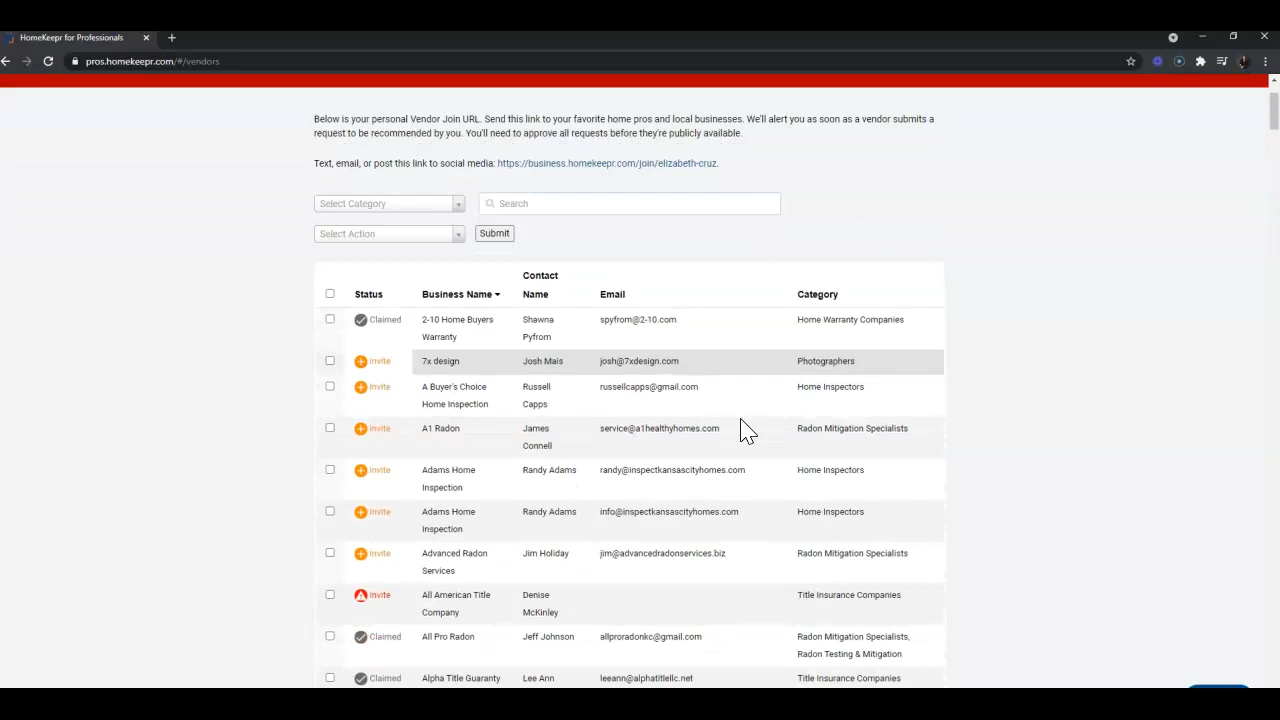 HomeKeepr for Professionals
pros.homekeepr.com/#/vendors
Below is your personal Vendor Join URL. Send this link to your favorite home pros and local businesses. We'll alert you as soon as a vendor submits a
request to be recommended by you. You'll need to approve all requests before they're publicly available.
Text, email, or post this link to social media: https://business.homekeepr.com/join/elizabeth-cruz.
Select Category
Search
Select Action
Submit
Contact
Status Business Name Name Email Category
Claimed 2-10 Home Buyers Shawna spyfrom@2-10.com Home Warranty Companies
Warranty Pyfrom
Invite 7x design Josh Mais josh@7xdesign.com Photographers
Invite A Buyer's Choice Russell russellcapps@gmail.com Home Inspectors
Home Inspection Capps
Invite A1 Radon James service@a1healthyhomes.com Radon Mitigation Specialists
Connell
Invite Adams Home Randy Adams randy@inspectkansascityhomes.com Home Inspectors
Inspection
Invite Adams Home Randy Adams info@inspectkansascityhomes.com Home Inspectors
Inspection
Invite Advanced Radon Jim Holiday jim@advancedradonservices.biz Radon Mitigation Specialists
Services
Invite All American Title Denise Title Insurance Companies
Company McKinley
Claimed All Pro Radon Jeff Johnson allproradonkc@gmail.com Radon Mitigation Specialists,
Radon Testing & Mitigation
Claimed Alpha Title Guaranty Lee Ann leeann@alphatitlellc.net Title Insurance Companies